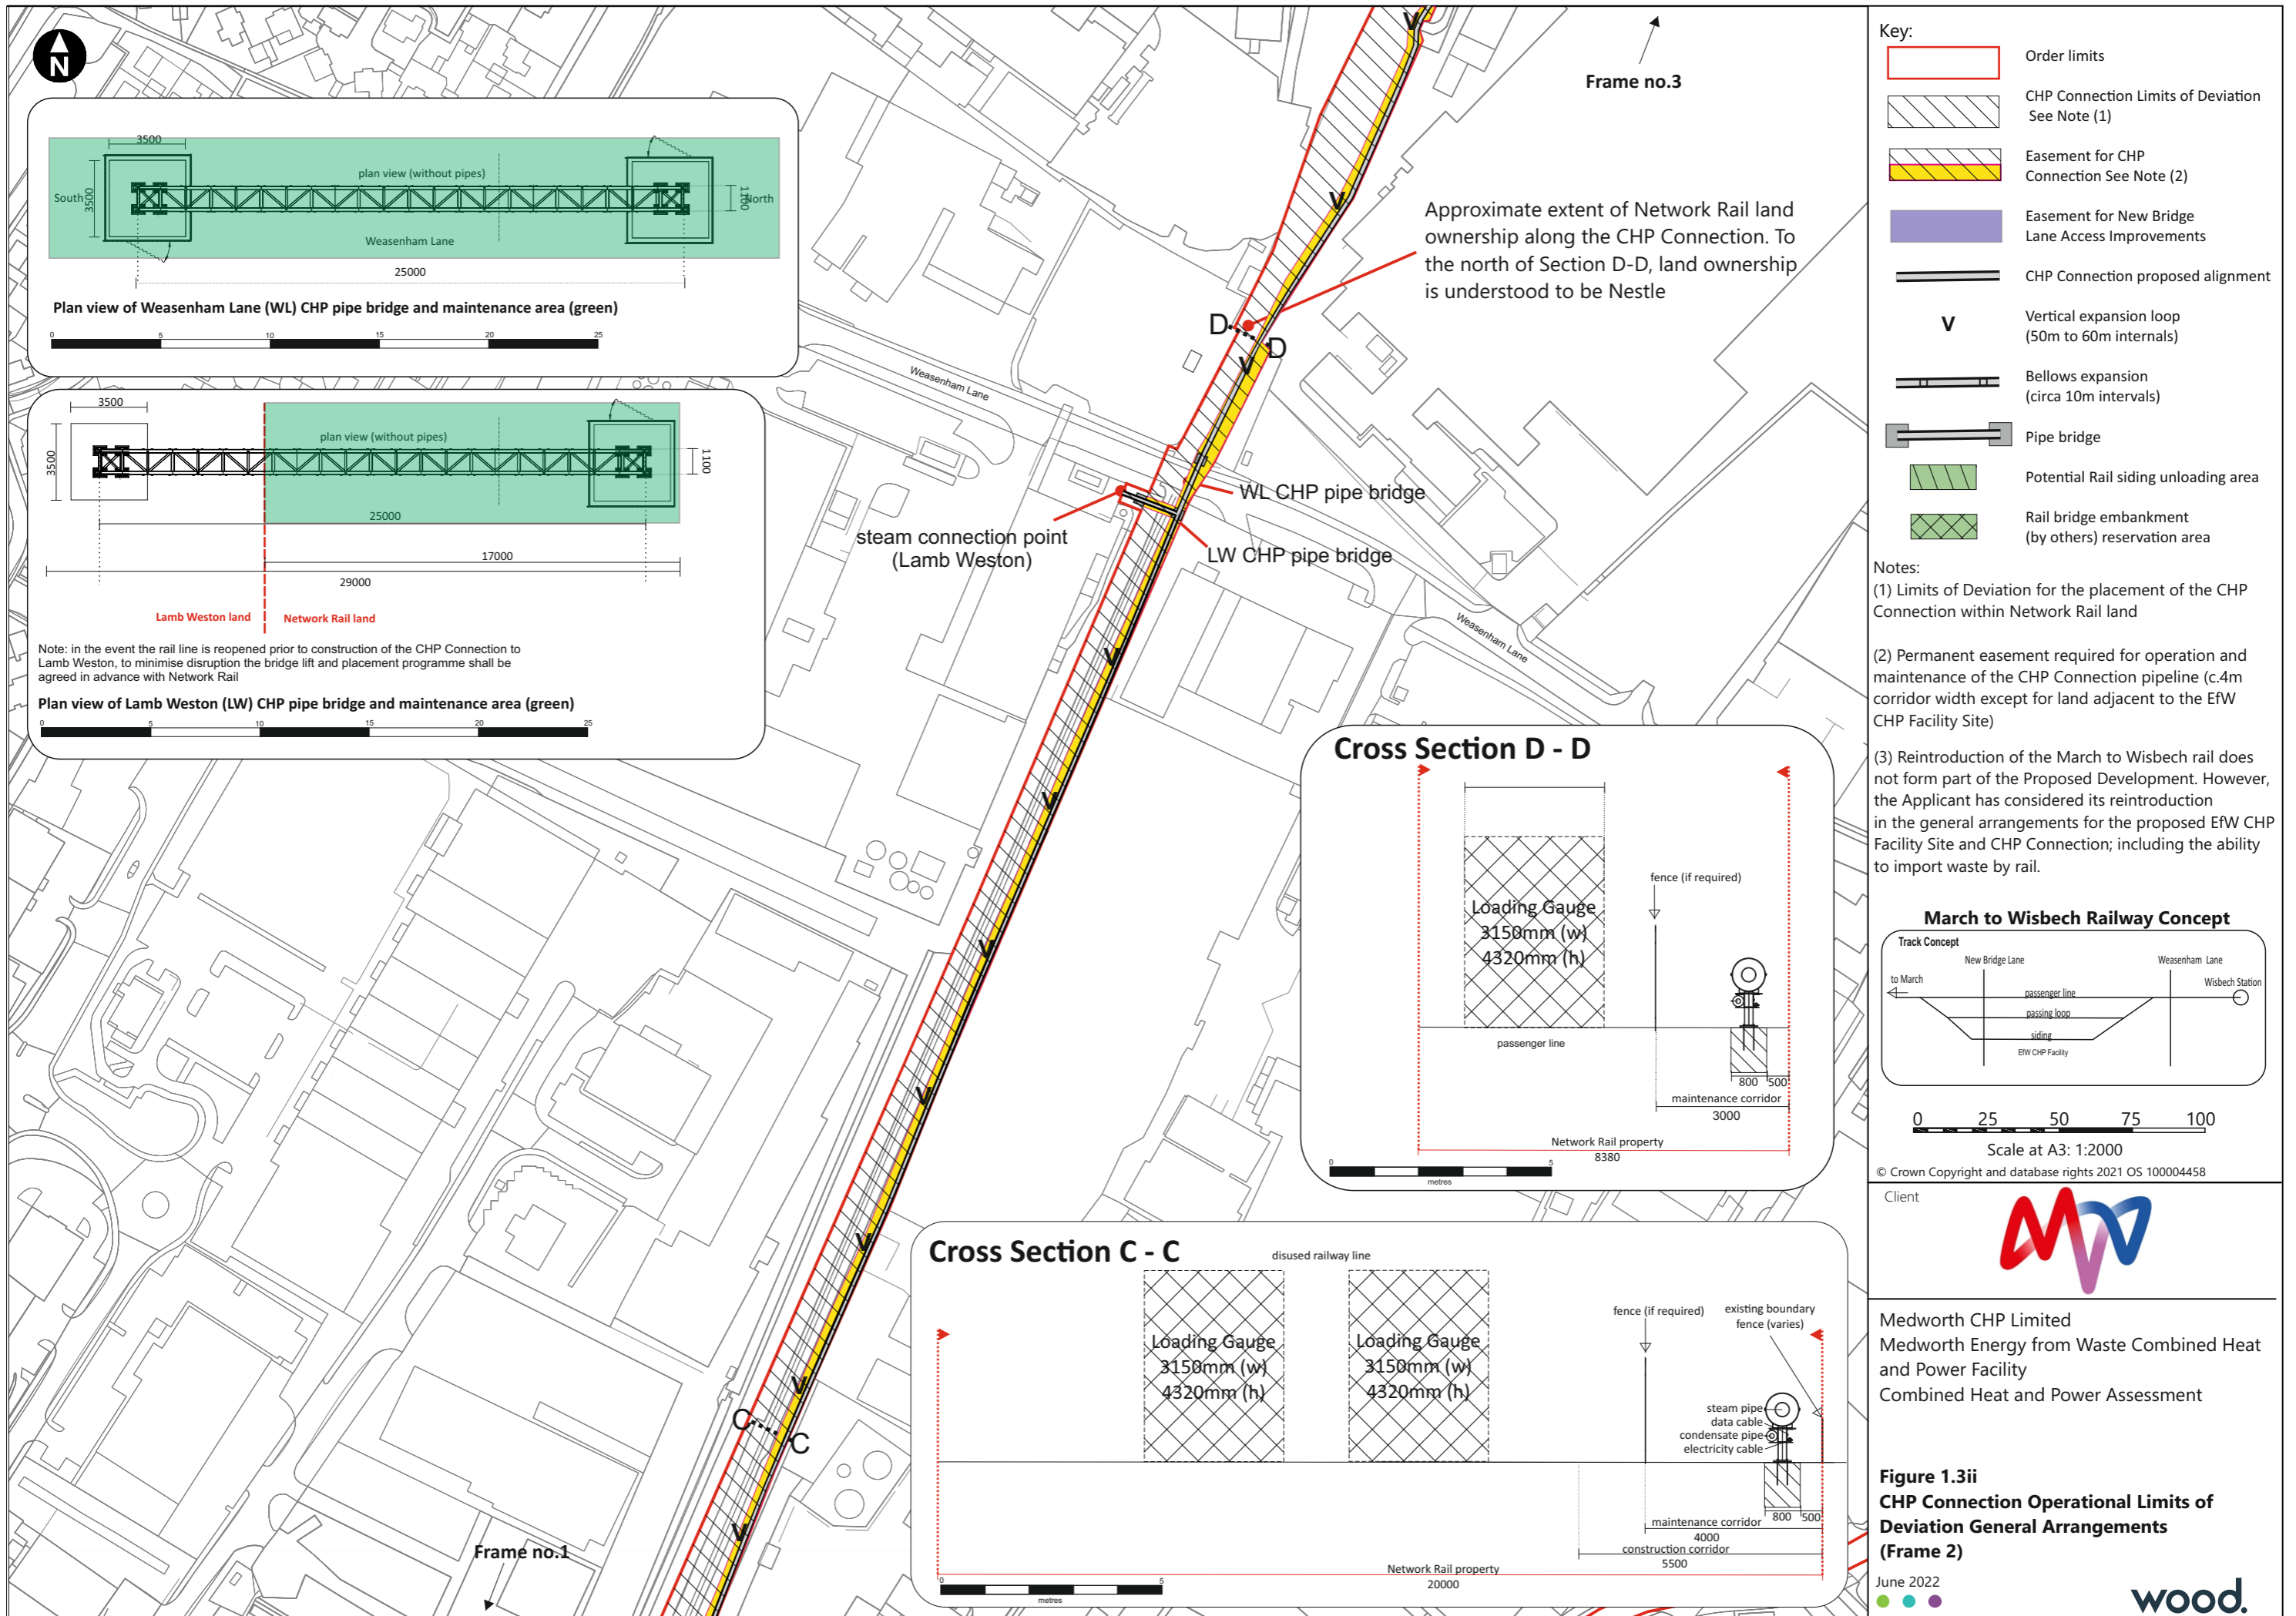 N
3500
3500
plan view (without pipes)
South
1100
North
Weasenham Lane
25000
Plan view of Weasenham Lane (WL) CHP pipe bridge and maintenance area (green)
0 5 10 15 20 25
3500
3500
plan view (without pipes)
1100
25000
17000
29000
Lamb Weston land
Network Rail land
Note: in the event the rail line is reopened prior to construction of the CHP Connection to
Lamb Weston, to minimise disruption the bridge lift and placement programme shall be
agreed in advance with Network Rail
Plan view of Lamb Weston (LW) CHP pipe bridge and maintenance area (green)
0 5 10 15 20 25
Frame no.3
V
V
Approximate extent of Network Rail land
ownership along the CHP Connection. To
the north of Section D-D, land ownership
is understood to be Nestle
D
D
V
Weasenham Lane
WL CHP pipe bridge
steam connection point
(Lamb Weston)
LW CHP pipe bridge
Weasenham Lane
V
V
V
V
V
V
C
C
V
Frame no.1
Cross Section D - D
fence (if required)
Loading Gauge
3150mm (w)
4320mm (h)
passenger line
800 500
maintenance corridor
3000
Network Rail property
8380
0 5
metres
Cross Section C - C
disused railway line
Loading Gauge
3150mm (w)
4320mm (h)
Loading Gauge
3150mm (w)
4320mm (h)
fence (if required)
existing boundary
fence (varies)
steam pipe
data cable
condensate pipe
electricity cable
800 500
maintenance corridor
4000
construction corridor
5500
Network Rail property
20000
0 5
metres
Key:
Order limits
CHP Connection Limits of Deviation
See Note (1)
Easement for CHP
Connection See Note (2)
Easement for New Bridge
Lane Access Improvements
CHP Connection proposed alignment
V
Vertical expansion loop
(50m to 60m internals)
Bellows expansion
(circa 10m intervals)
Pipe bridge
Potential Rail siding unloading area
Rail bridge embankment
(by others) reservation area
Notes:
(1) Limits of Deviation for the placement of the CHP
Connection within Network Rail land
(2) Permanent easement required for operation and
maintenance of the CHP Connection pipeline (c.4m
corridor width except for land adjacent to the EfW
CHP Facility Site)
(3) Reintroduction of the March to Wisbech rail does
not form part of the Proposed Development. However,
the Applicant has considered its reintroduction
in the general arrangements for the proposed EfW CHP
Facility Site and CHP Connection; including the ability
to import waste by rail.
March to Wisbech Railway Concept
Track Concept
New Bridge Lane
Weasenham Lane
to March
Wisbech Station
passenger line
passing loop
siding
EfW CHP Facility
0 25 50 75 100
Scale at A3: 1:2000
© Crown Copyright and database rights 2021 OS 100004458
Client
MVV
Medworth CHP Limited
Medworth Energy from Waste Combined Heat
and Power Facility
Combined Heat and Power Assessment
Figure 1.3ii
CHP Connection Operational Limits of
Deviation General Arrangements
(Frame 2)
June 2022
wood.